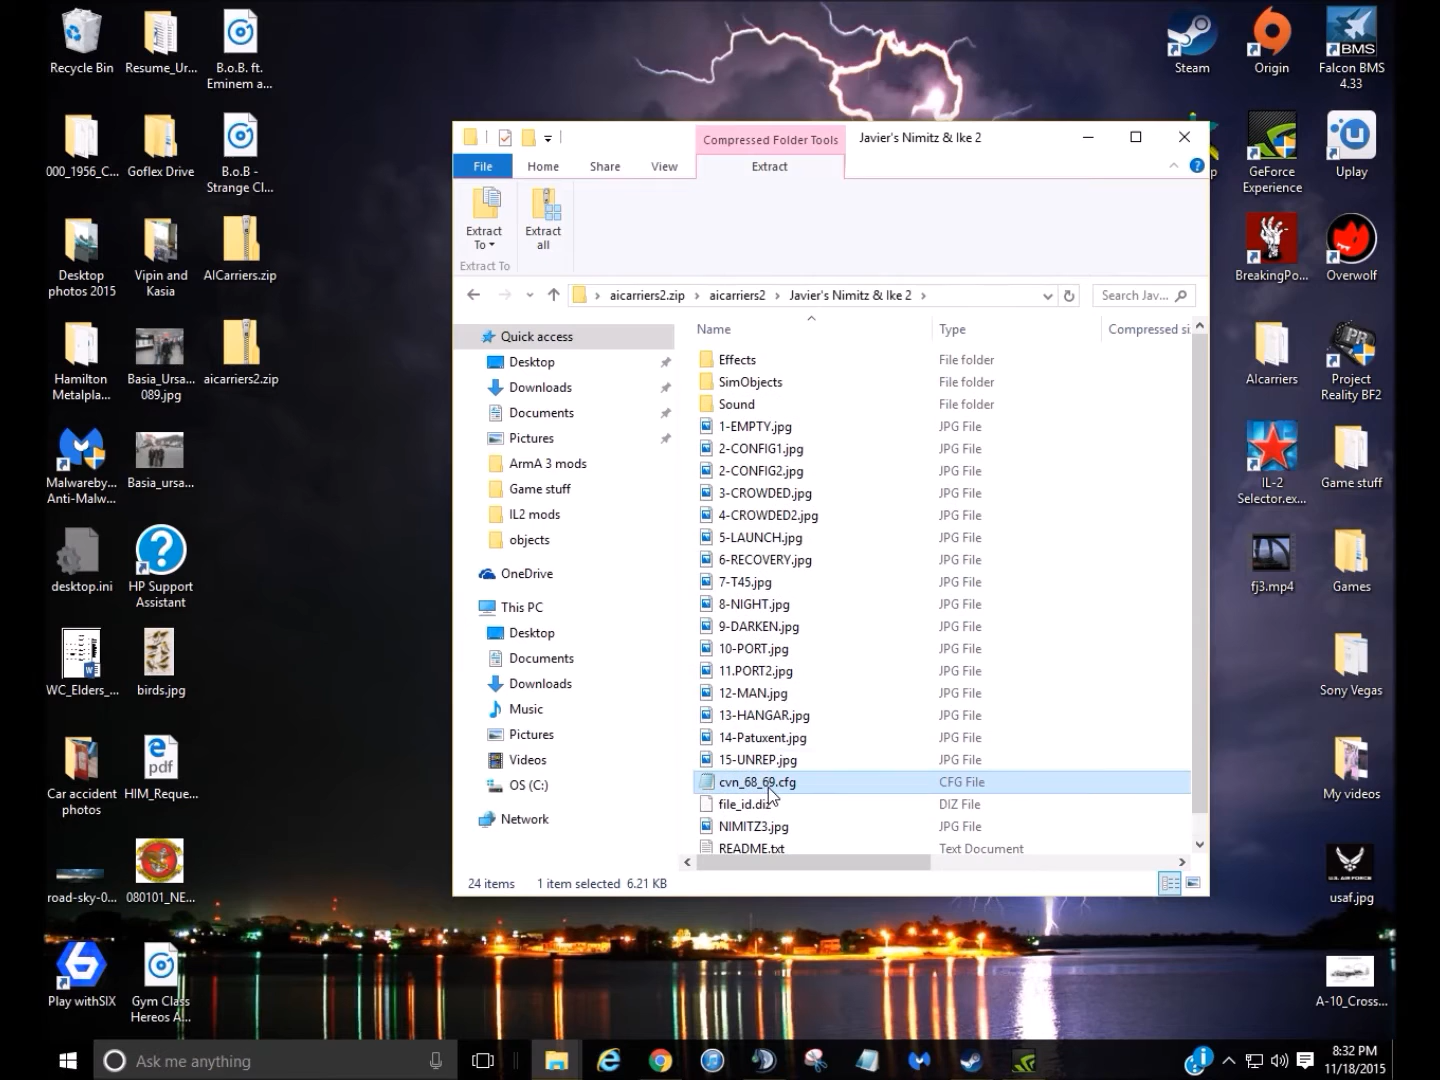 Recycle Bin
Resume_Ur...
B.o.B. ft.
Eminem a...
000_1956_C...
Goflex Drive
B.o.B -
Strange Cl...
Desktop
photos 2015
Vipin and
Kasia
AICarriers.zip
Hamilton
Metalpla...
Basia_Ursa...
089.jpg
aicarriers2.zip
Malwareby...
Anti-Malw...
Basia_ursa...
desktop.ini
HP Support
Assistant
WC_Elders_...
birds.jpg
Car accident
photos
pdf
HIM_Reque...
road-sky-0...
080101_NE...
Play withSIX
Gym Class
Hereos A...
Compressed Folder Tools
Javier's Nimitz & Ike 2
File
Home
Share
View
Extract
Extract
To
Extract
all
Extract To
aicarriers2.zip
aicarriers2
Javier's Nimitz & Ike 2
Search Jav...
Quick access
Desktop
Downloads
Documents
Pictures
ArmA 3 mods
Game stuff
IL2 mods
objects
OneDrive
This PC
Desktop
Documents
Downloads
Music
Pictures
Videos
OS (C:)
Network
Name Type Compressed si
Effects File folder
SimObjects File folder
Sound File folder
1-EMPTY.jpg JPG File
2-CONFIG1.jpg JPG File
2-CONFIG2.jpg JPG File
3-CROWDED.jpg JPG File
4-CROWDED2.jpg JPG File
5-LAUNCH.jpg JPG File
6-RECOVERY.jpg JPG File
7-T45.jpg JPG File
8-NIGHT.jpg JPG File
9-DARKEN.jpg JPG File
10-PORT.jpg JPG File
11.PORT2.jpg JPG File
12-MAN.jpg JPG File
13-HANGAR.jpg JPG File
14-Patuxent.jpg JPG File
15-UNREP.jpg JPG File
cvn_68_69.cfg CFG File
file_id.diz DIZ File
NIMITZ3.jpg JPG File
README.txt Text Document
24 items 1 item selected 6.21 KB
Steam
Origin
BMS
Falcon BMS
4.33
GeForce
Experience
Uplay
BreakingPo...
Overwolf
AIcarriers
PR
Project
Reality BF2
IL-2
Selector.ex...
Game stuff
fj3.mp4
Games
Sony Vegas
My videos
U.S. AIR FORCE
usaf.jpg
A-10_Cross...
Ask me anything
8:32 PM
11/18/2015